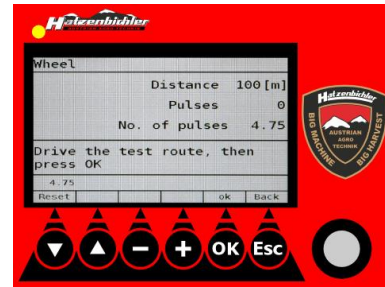 Hatzenbichler
Wheel
Distance 100[m]
Pulses 0
No. of pulses 4.75
Drive the test route, then
press OK
4.75
Reset ok Back
OK Esc
Hatzenbichler
BIG MACHINE
AUSTRIAN
AGRO
TECHNIK
BIG HARVEST